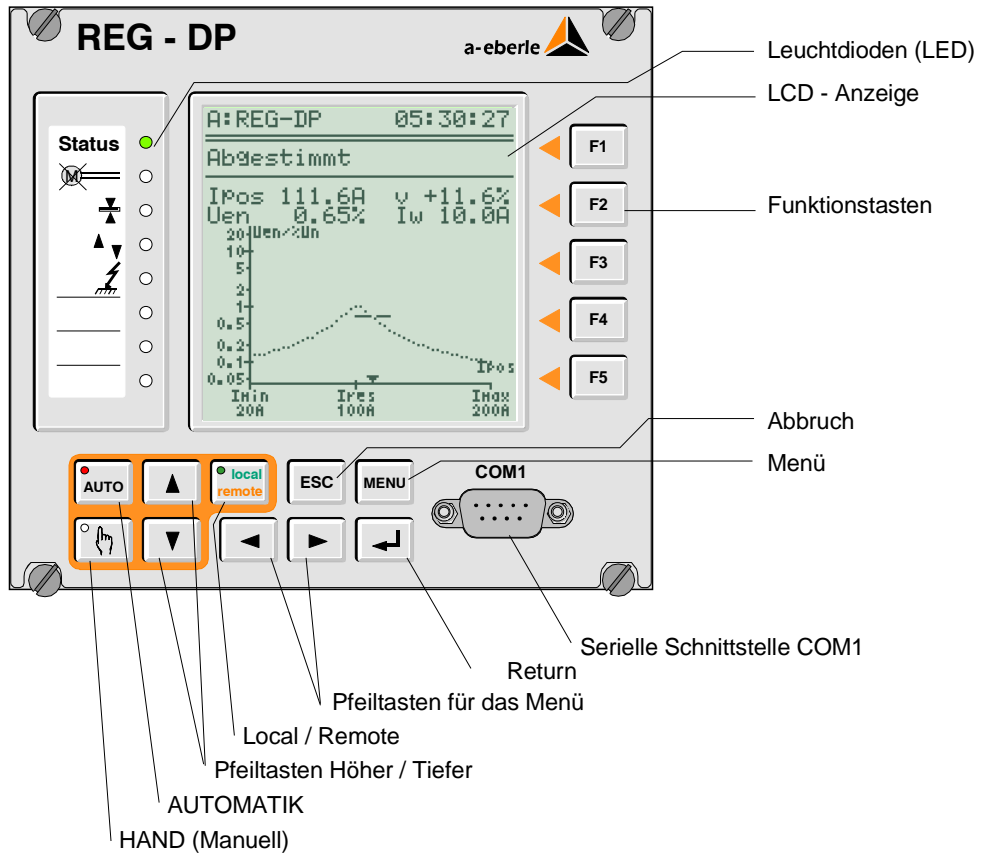 REG - DP
a-eberle
Leuchtdioden (LED)
LCD - Anzeige
A:REG-DP 05:30:27
Status
F1
Abgestimmt
M
Ipos 111.6A v +11.6%
Uen 0.65% Iw 10.0A
F2
Funktionstasten
20 Uen/%Un
10
5
F3
2
1
0.5
F4
0.2
0.1
Ipos
0.05
F5
Imin Ires Imax
20A 100A 200A
Abbruch
Menü
AUTO
local
remote
ESC
MENU
COM1
Serielle Schnittstelle COM1
Return
Pfeiltasten für das Menü
Local / Remote
Pfeiltasten Höher / Tiefer
AUTOMATIK
HAND (Manuell)